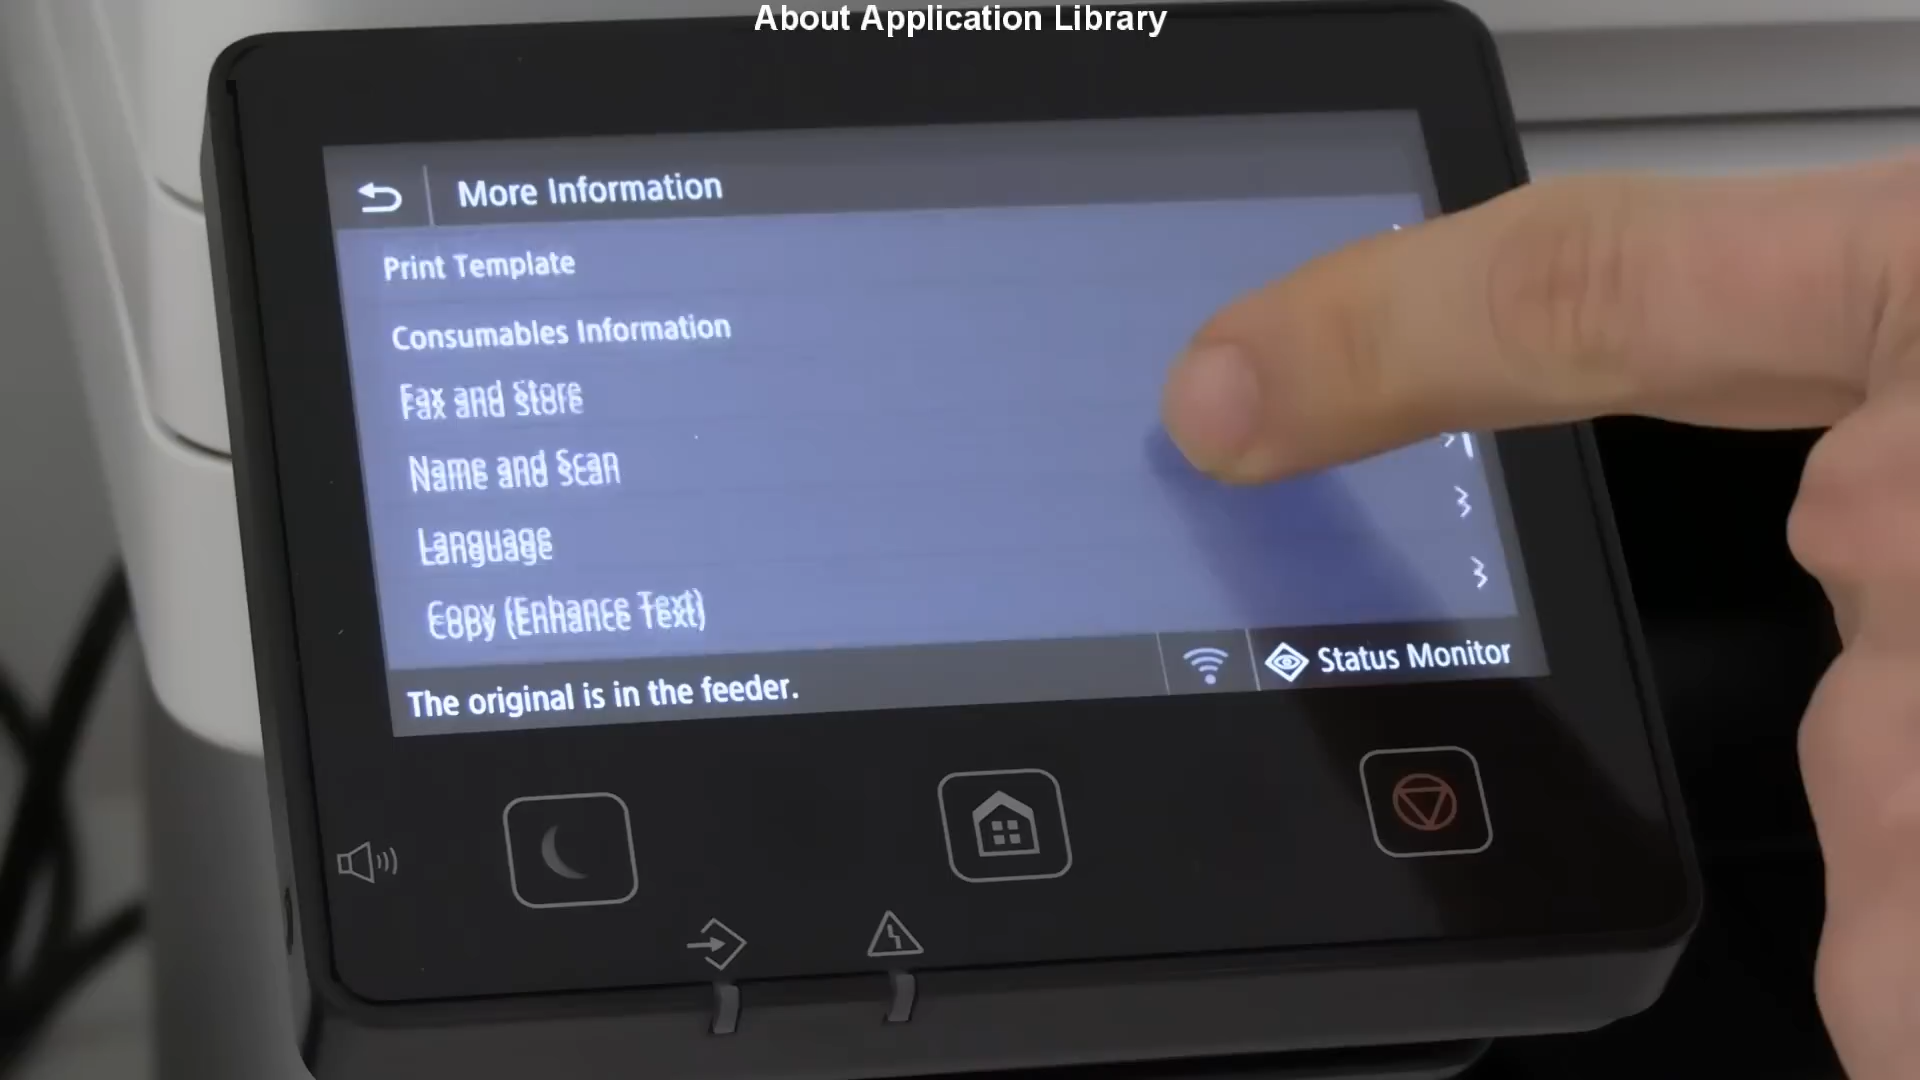 About Application Library
More Information
Print Template
Consumables Information
Fax and Store
Name and Scan
Language
Copy (Enhance Text)
The original is in the feeder.
Status Monitor